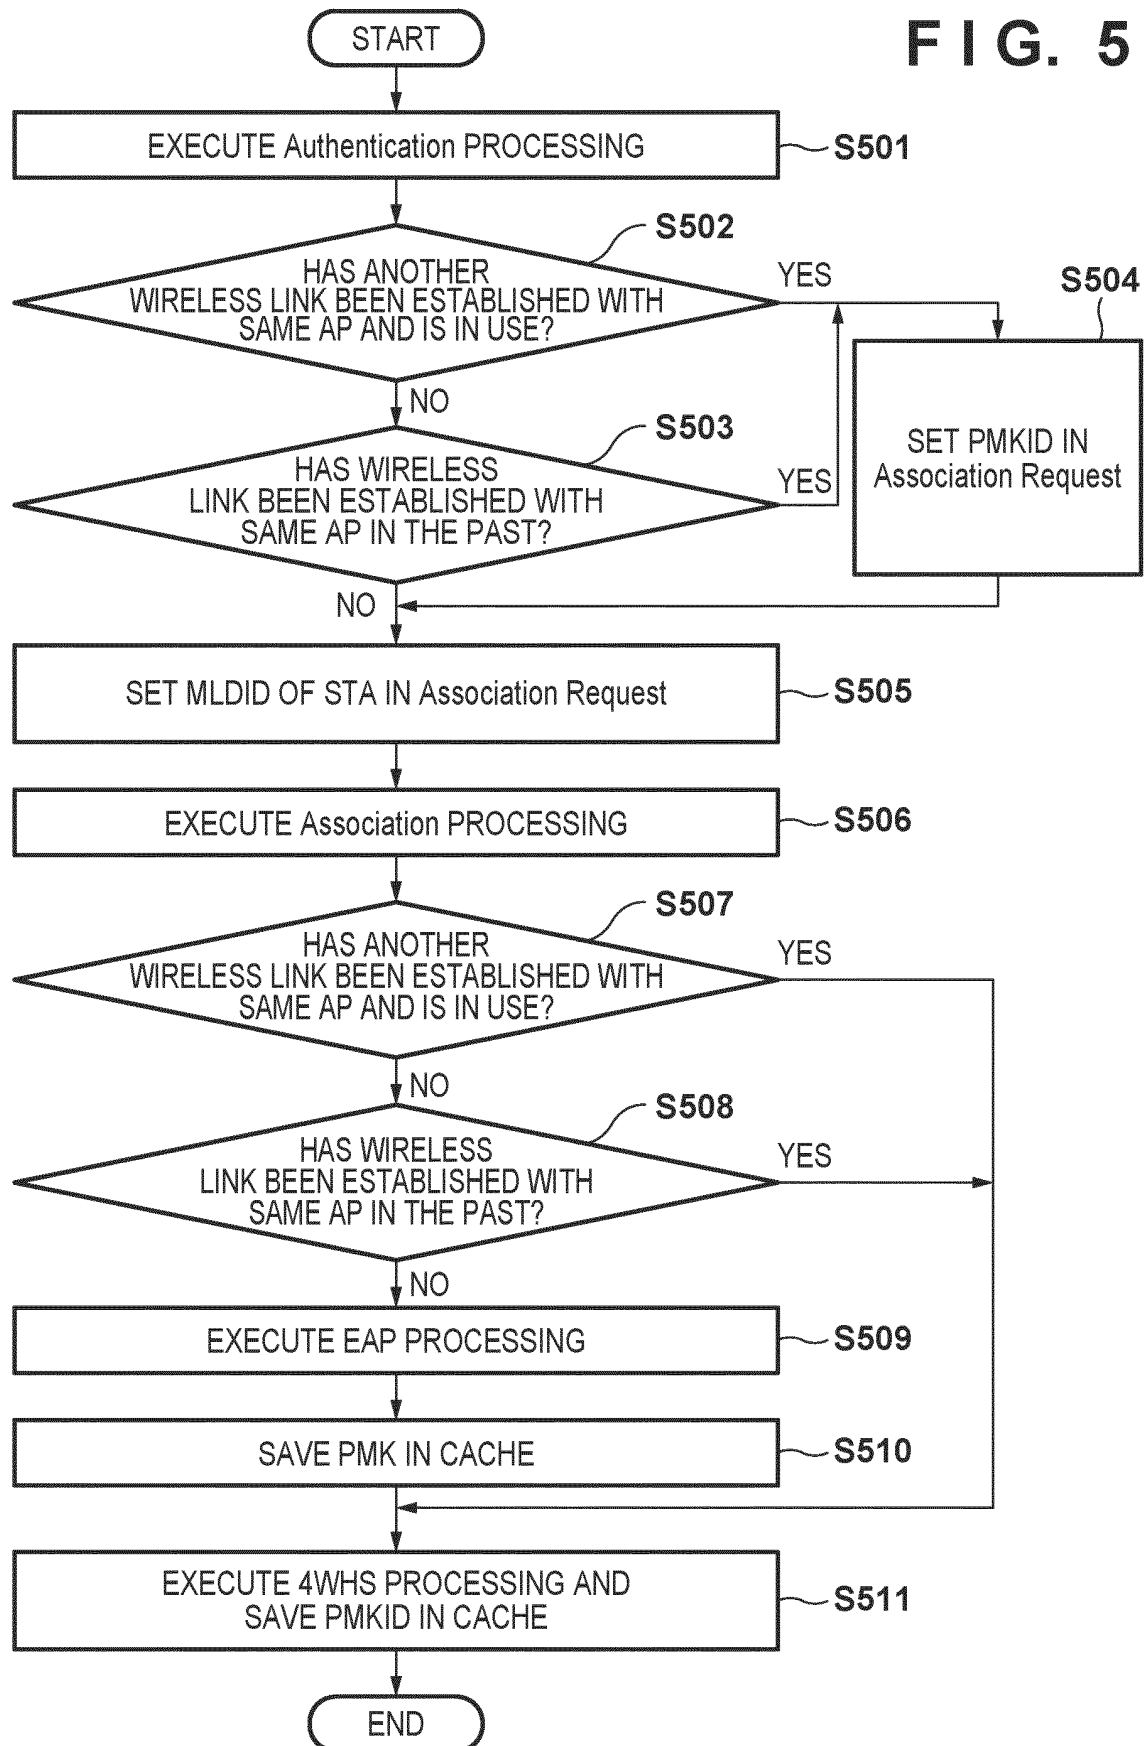 FIG. 5
START
EXECUTE Authentication PROCESSING
S501
S502
HAS ANOTHER
WIRELESS LINK BEEN ESTABLISHED WITH
SAME AP AND IS IN USE?
YES
S504
NO
SET PMKID IN
Association Request
S503
HAS WIRELESS
LINK BEEN ESTABLISHED WITH
SAME AP IN THE PAST?
YES
NO
SET MLDID OF STA IN Association Request
S505
EXECUTE Association PROCESSING
S506
S507
HAS ANOTHER
WIRELESS LINK BEEN ESTABLISHED WITH
SAME AP AND IS IN USE?
YES
NO
S508
HAS WIRELESS
LINK BEEN ESTABLISHED WITH
SAME AP IN THE PAST?
YES
NO
EXECUTE EAP PROCESSING
S509
SAVE PMK IN CACHE
S510
EXECUTE 4WHS PROCESSING AND
SAVE PMKID IN CACHE
S511
END